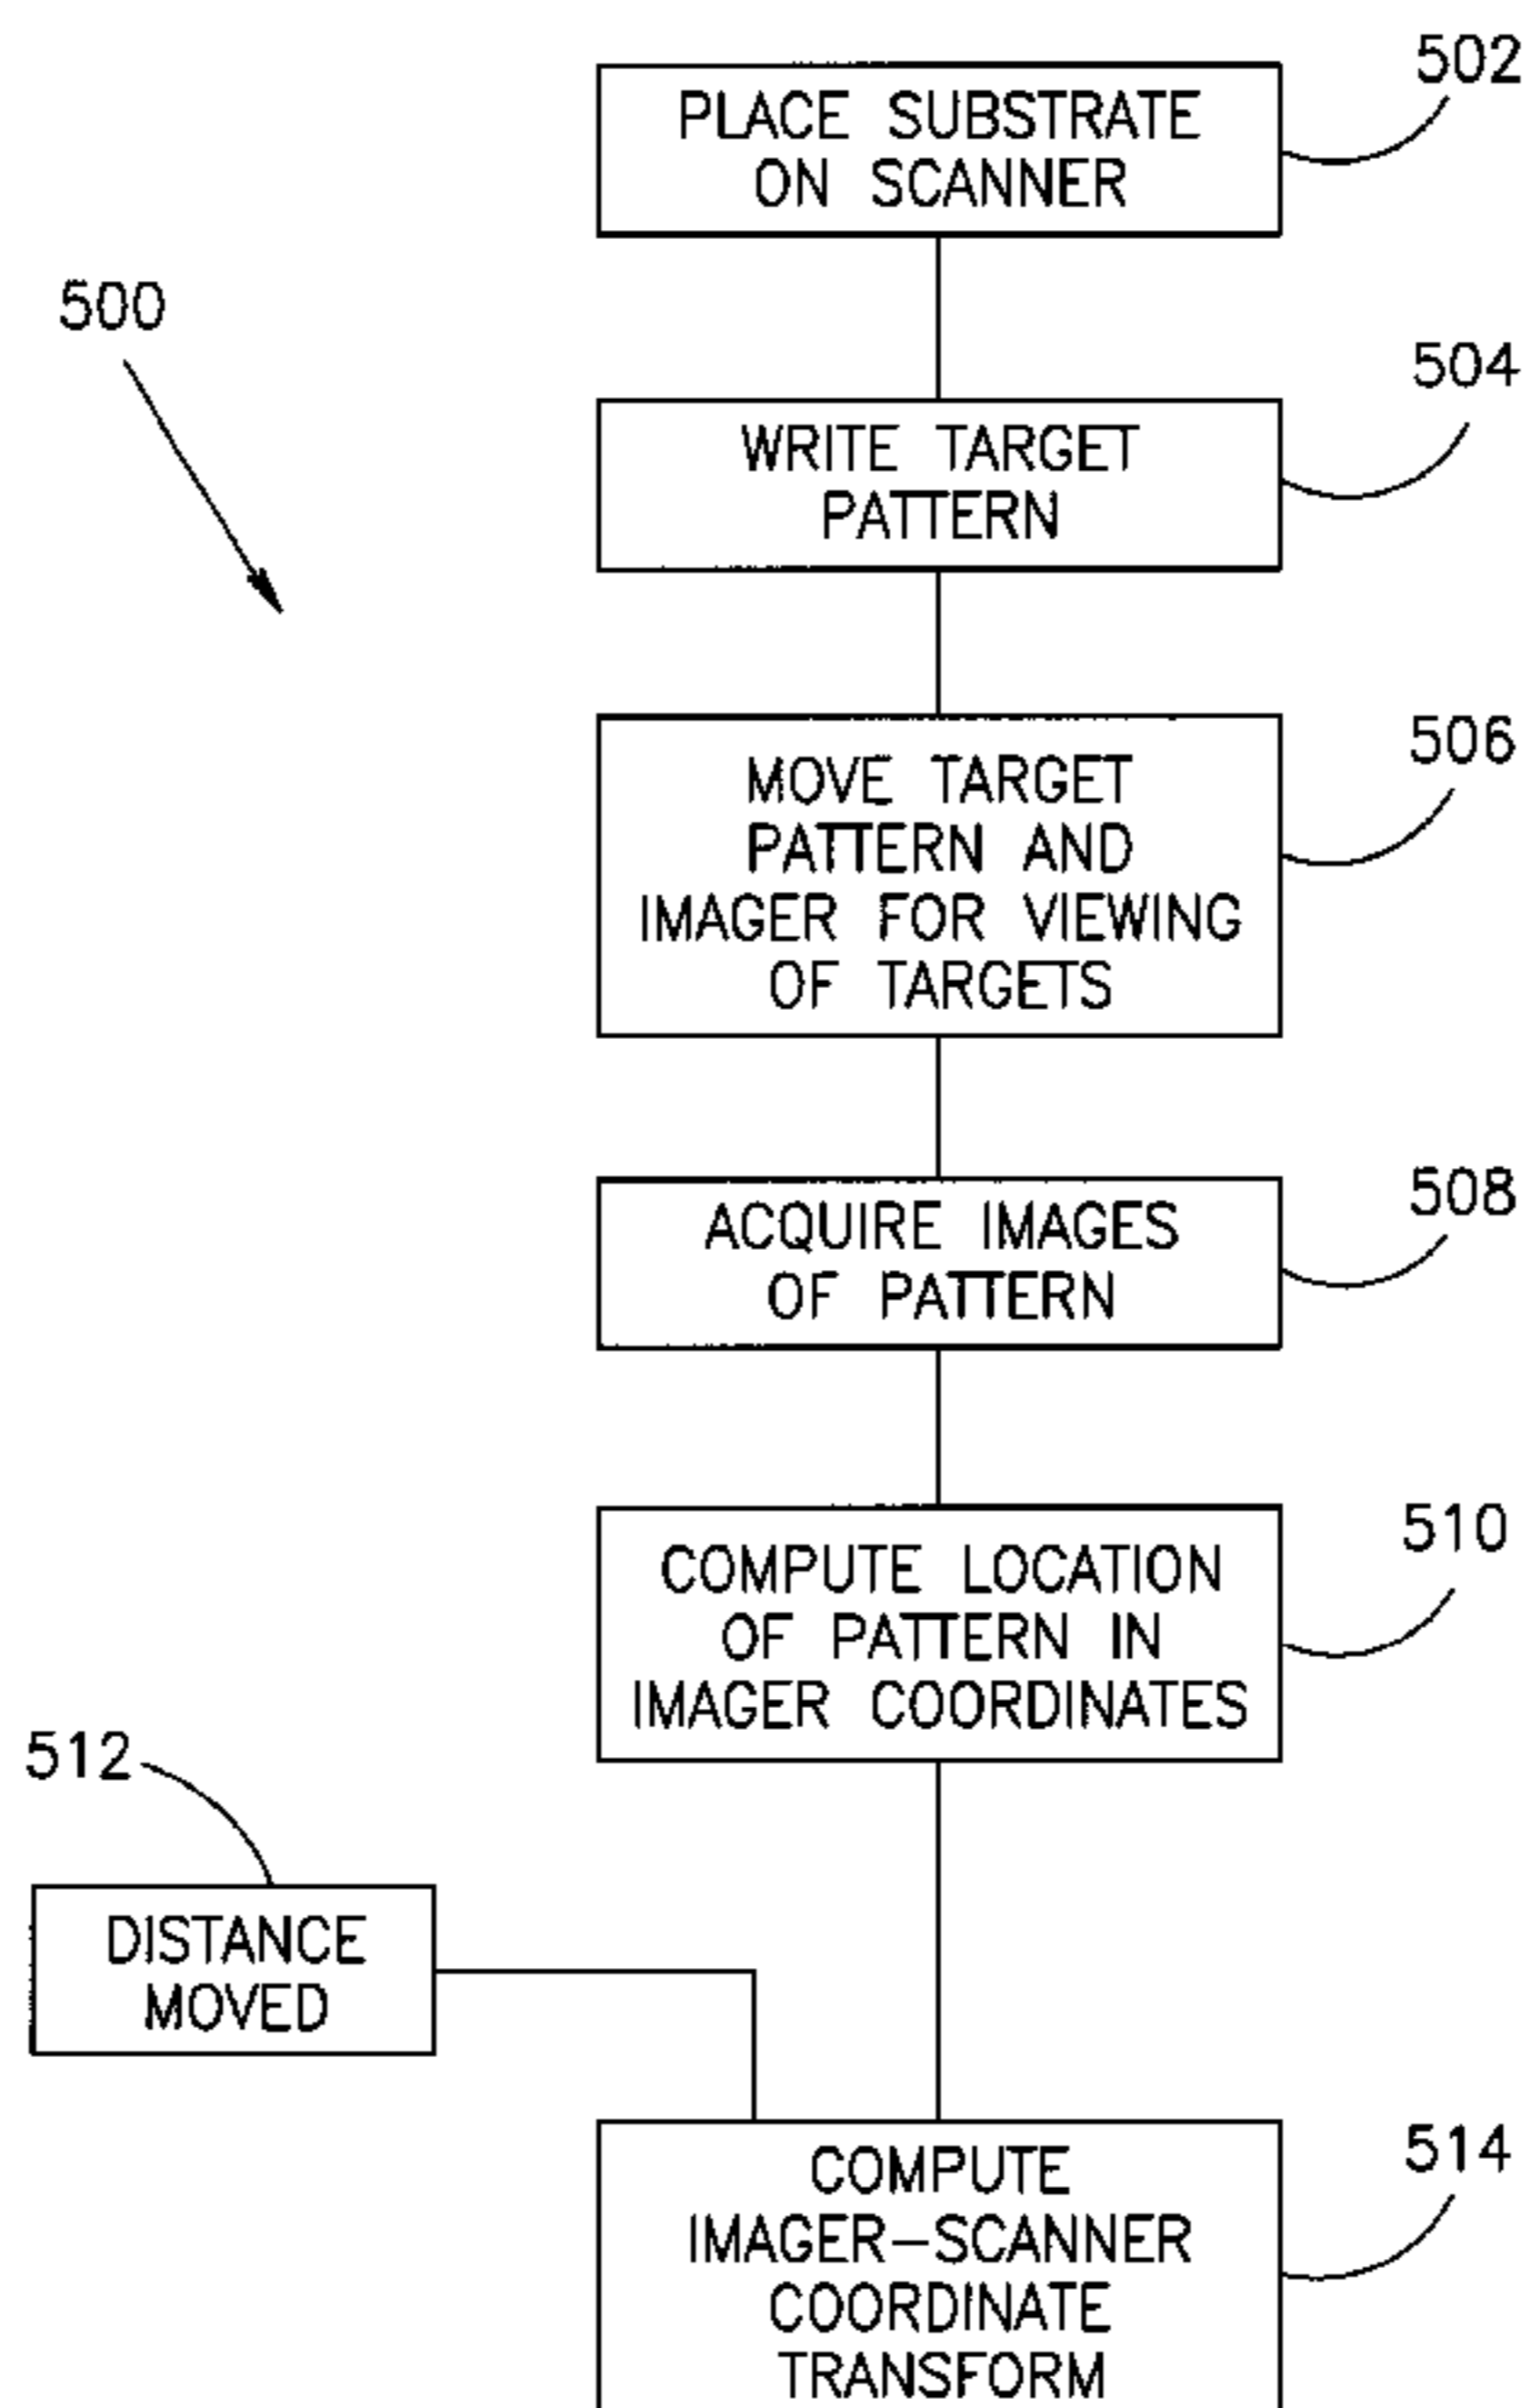 502
PLACE SUBSTRATE
ON SCANNER
500
504
WRITE TARGET
PATTERN
506
MOVE TARGET
PATTERN AND
IMAGER FOR VIEWING
OF TARGETS
508
ACQUIRE IMAGES
OF PATTERN
510
COMPUTE LOCATION
OF PATTERN IN
IMAGER COORDINATES
512
DISTANCE
MOVED
514
COMPUTE
IMAGER-SCANNER
COORDINATE
TRANSFORM